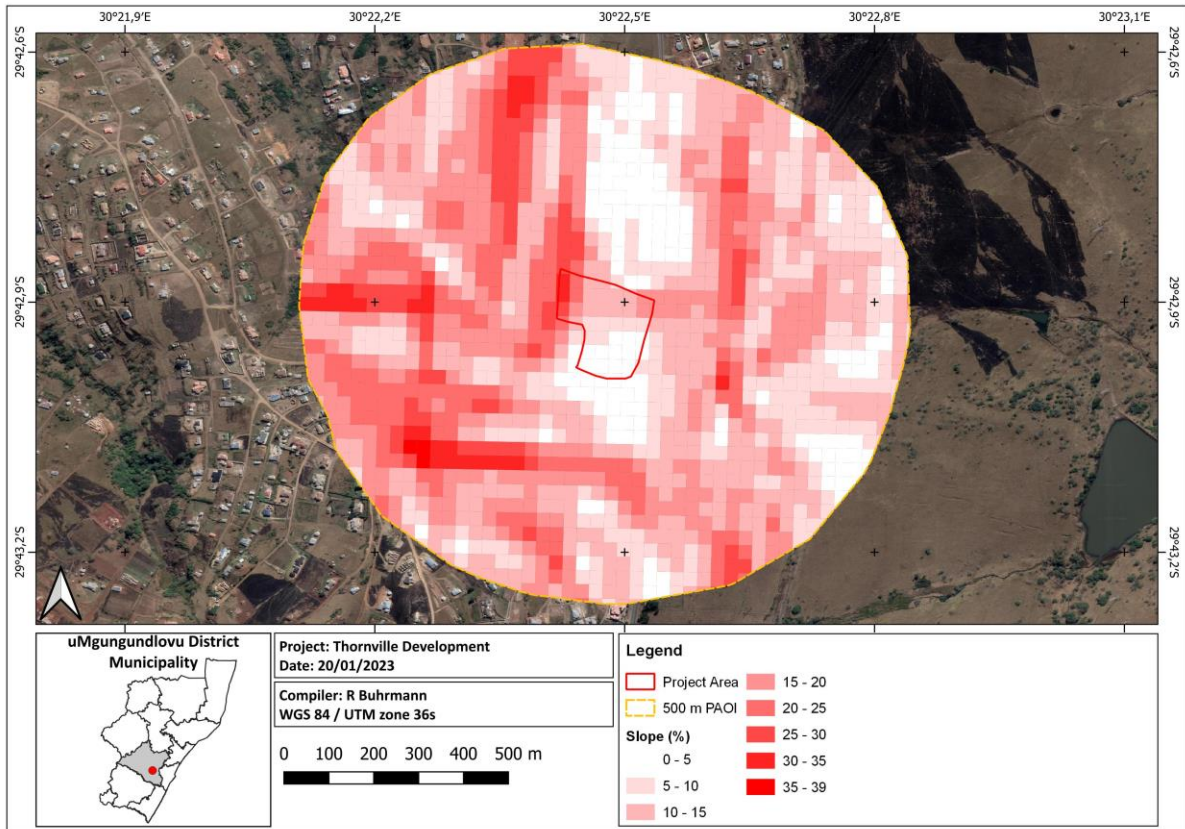 30°21,9'E
30°22,2'E
30°22,5'E
30°22,8'E
30°23,1'E
29°42,6'S
29°42,6'S
29°42,9'S
29°42,9'S
29°43,2'S
29°43,2'S
uMgungundlovu District
Municipality
Project: Thornville Development
Date: 20/01/2023
Compiler: R Buhrmann
WGS 84 / UTM zone 36s
0 100 200 300 400 500 m
Legend
Project Area
500 m PAOI
Slope (%)
0 - 5
5 - 10
10 - 15
15 - 20
20 - 25
25 - 30
30 - 35
35 - 39